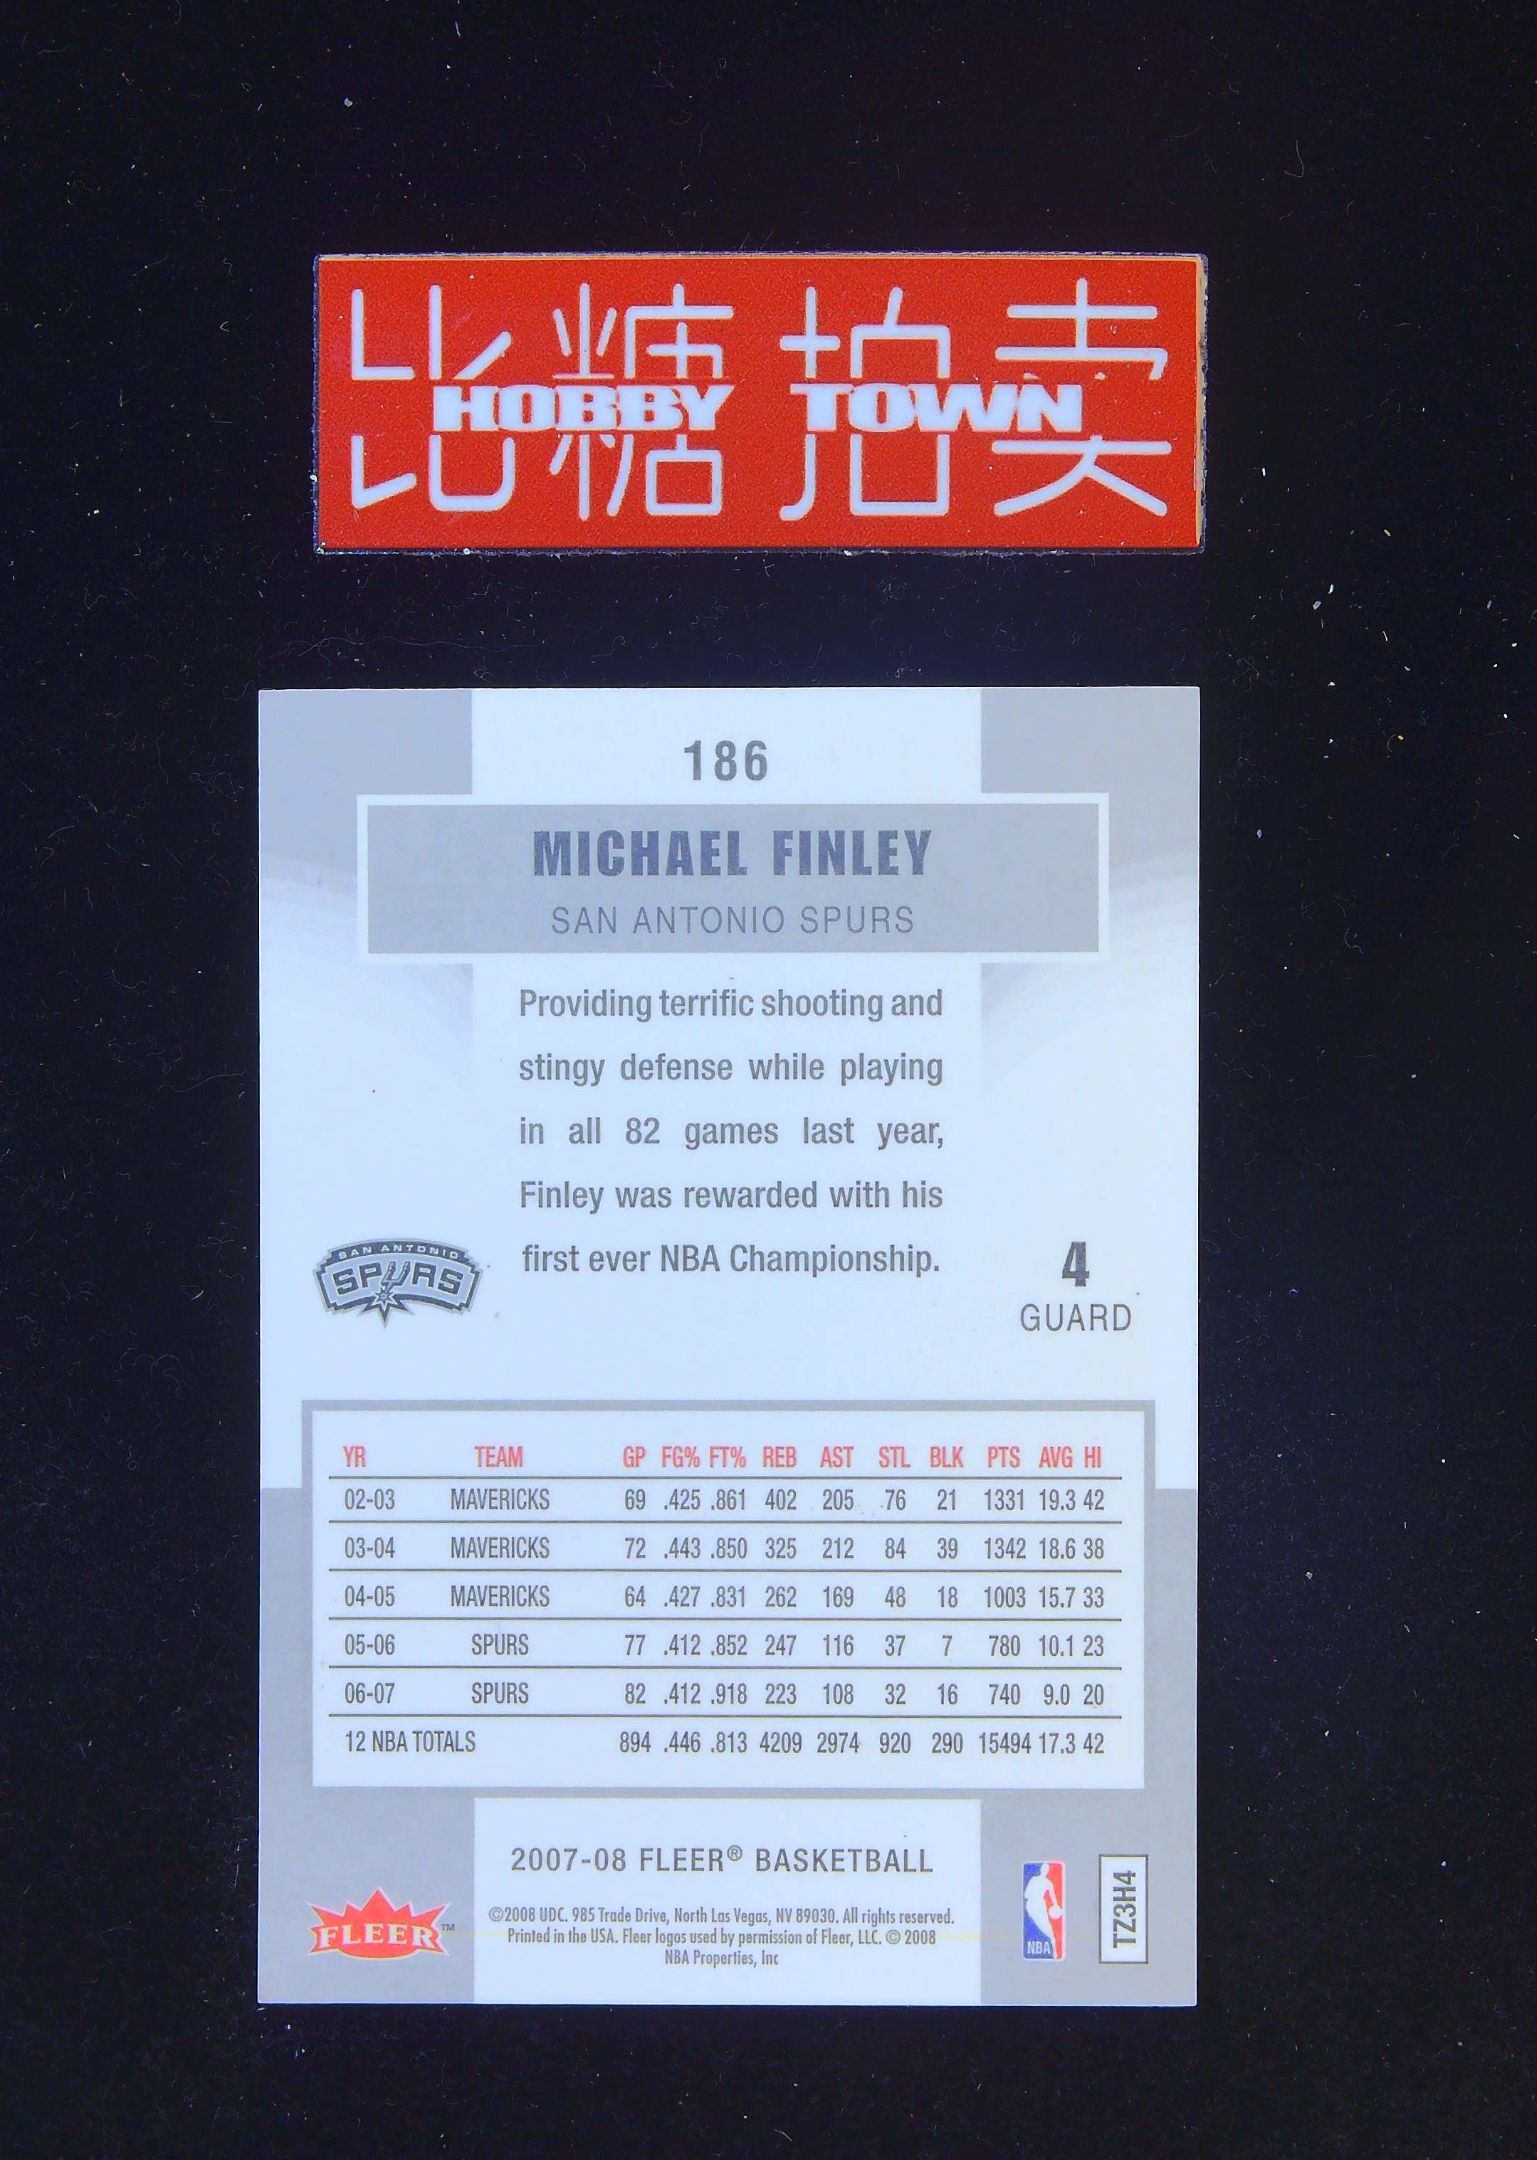 比糖拍卖
HOBBY TOWN
186
MICHAEL FINLEY
SAN ANTONIO SPURS
Providing terrific shooting and
stingy defense while playing
in all 82 games last year,
Finley was rewarded with his
first ever NBA Championship.
SAN ANTONIO
SPURS
4
GUARD
YR TEAM GP FG% FT% REB AST STL BLK PTS AVG HI
02-03 MAVERICKS 69 .425 .861 402 205 76 21 1331 19.3 42
03-04 MAVERICKS 72 .443 .850 325 212 84 39 1342 18.6 38
04-05 MAVERICKS 64 .427 .831 262 169 48 18 1003 15.7 33
05-06 SPURS 77 .412 .852 247 116 37 7 780 10.1 23
06-07 SPURS 82 .412 .918 223 108 32 16 740 9.0 20
12 NBA TOTALS 894 .446 .813 4209 2974 920 290 15494 17.3 42
2007-08 FLEER® BASKETBALL
©2008 UDC. 985 Trade Drive, North Las Vegas, NV 89030. All rights reserved.
Printed in the USA. Fleer logos used by permission of Fleer, LLC. © 2008
NBA Properties, Inc
FLEER™
NBA
TZ3H4